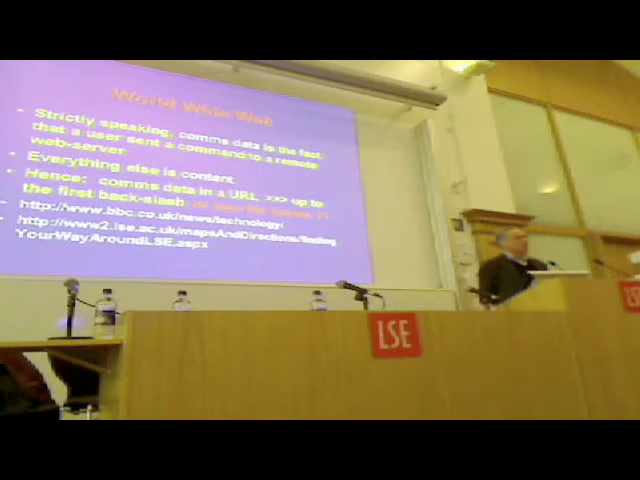 World Wide Web
• Strictly speaking, comms data is the fact
that a user sent a command to a remote
web-server
• Everything else is content
• Hence: comms data in a URL >>> up to
the first back-slash
• http://www.bbc.co.uk/news/technology/
• http://www2.lse.ac.uk/mapsAndDirections/finding
YourWayAroundLSE.aspx
LSE
LSE